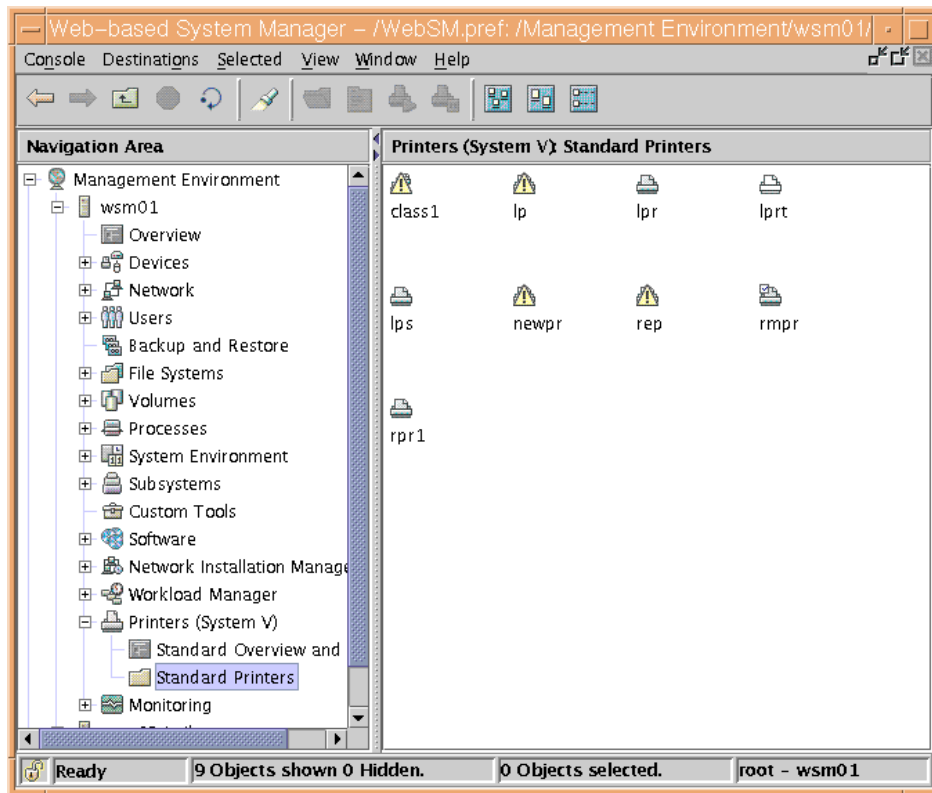 Web-based System Manager - /WebSM.pref: /Management Environment/wsm01/
Console Destinations Selected View Window Help
Navigation Area
Management Environment
wsm01
Overview
Devices
Network
Users
Backup and Restore
File Systems
Volumes
Processes
System Environment
Subsystems
Custom Tools
Software
Network Installation Manage
Workload Manager
Printers (System V)
Standard Overview and
Standard Printers
Monitoring
Printers (System V): Standard Printers
class1 lp lpr lprt
lps newpr rep rmpr
rpr1
Ready 9 Objects shown 0 Hidden. 0 Objects selected. root - wsm01